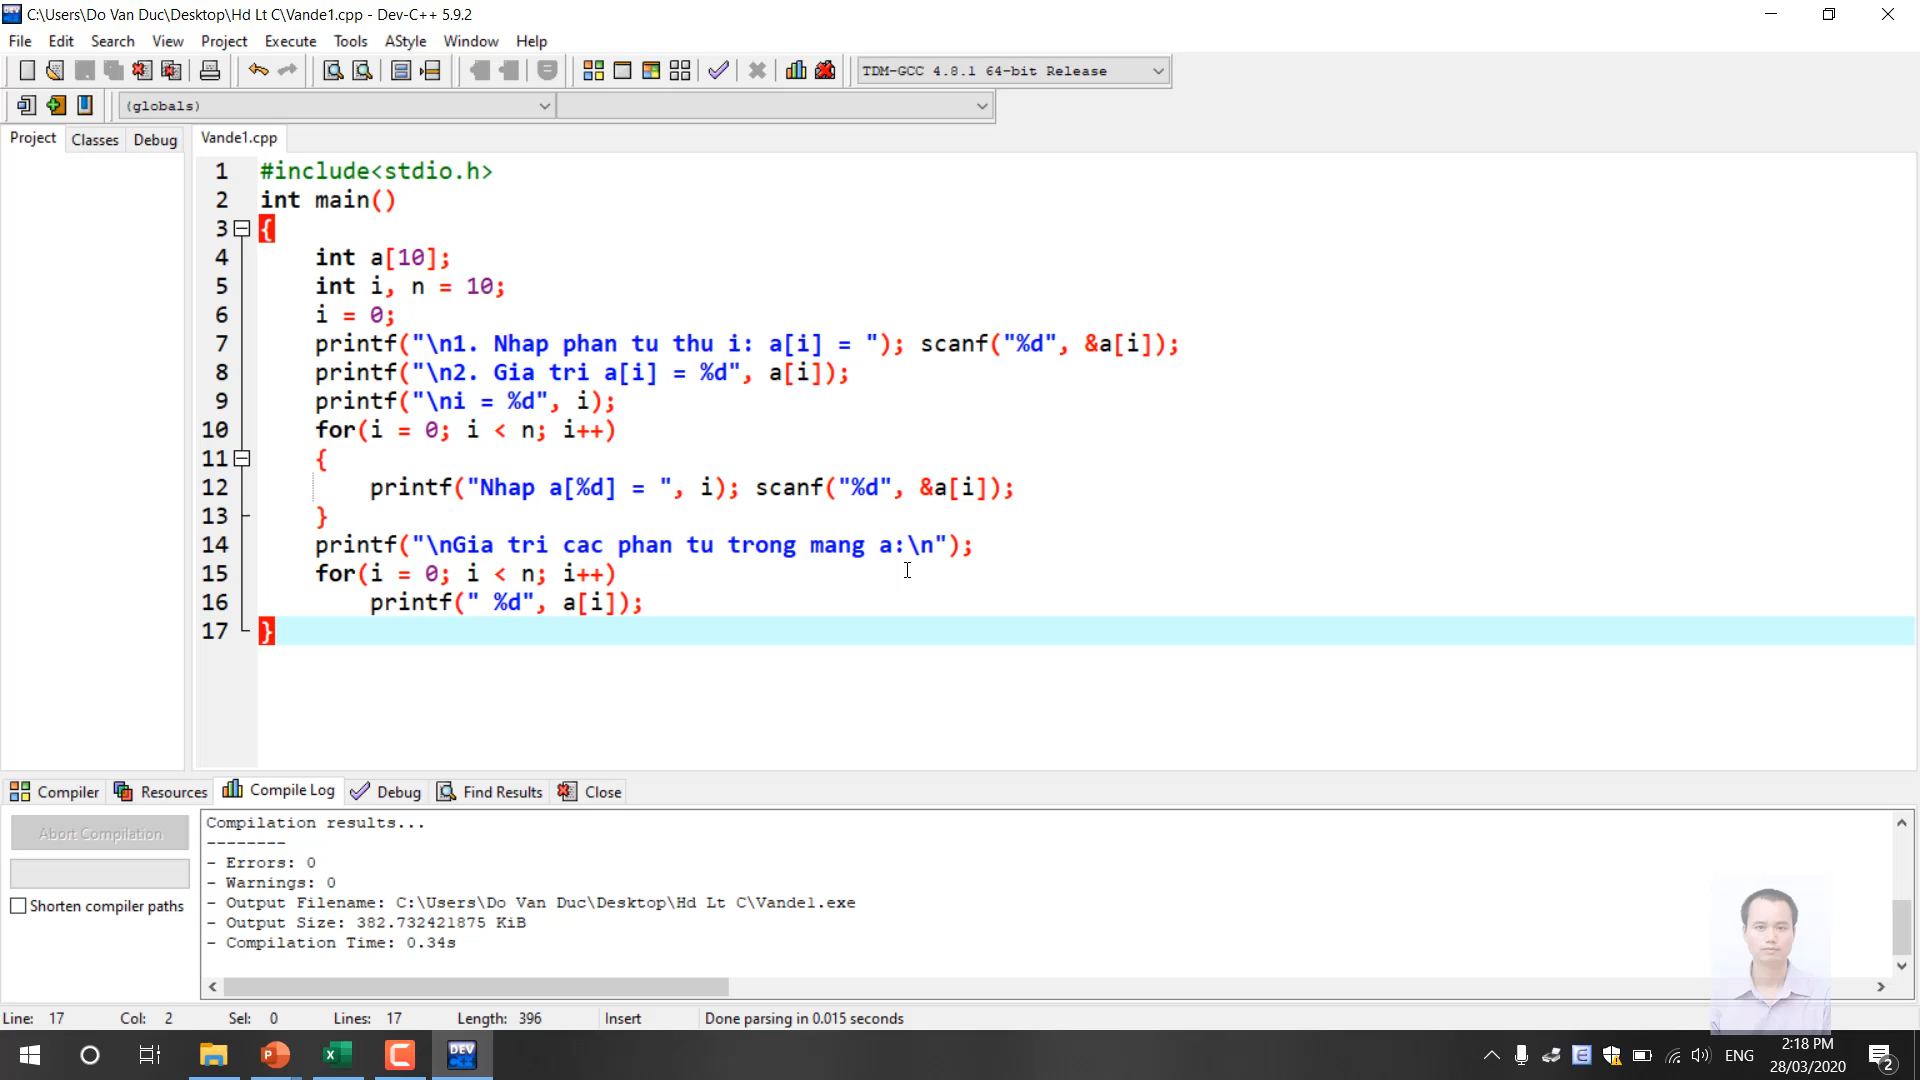 C:\Users\Do Van Duc\Desktop\Hd Lt C\Vande1.cpp - Dev-C++ 5.9.2
File Edit Search View Project Execute Tools AStyle Window Help
TDM-GCC 4.8.1 64-bit Release
(globals)
Project Classes Debug Vande1.cpp
1 #include<stdio.h>
2 int main()
3 {
4 int a[10];
5 int i, n = 10;
6 i = 0;
7 printf("\n1. Nhap phan tu thu i: a[i] = "); scanf("%d", &a[i]);
8 printf("\n2. Gia tri a[i] = %d", a[i]);
9 printf("\ni = %d", i);
10 for(i = 0; i < n; i++)
11 {
12 printf("Nhap a[%d] = ", i); scanf("%d", &a[i]);
13 }
14 printf("\nGia tri cac phan tu trong mang a:\n");
15 for(i = 0; i < n; i++)
16 printf(" %d", a[i]);
17 }
Compiler Resources Compile Log Debug Find Results Close
Abort Compilation
Shorten compiler paths
Compilation results...
--------
- Errors: 0
- Warnings: 0
- Output Filename: C:\Users\Do Van Duc\Desktop\Hd Lt C\Vande1.exe
- Output Size: 382.732421875 KiB
- Compilation Time: 0.34s
Line: 17 Col: 2 Sel: 0 Lines: 17 Length: 396 Insert Done parsing in 0.015 seconds
DEV
ENG
2:18 PM
28/03/2020
2